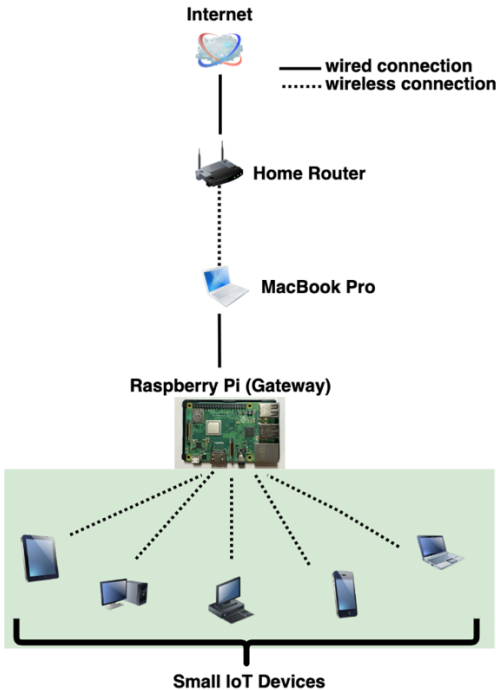 Internet
wired connection
wireless connection
Home Router
MacBook Pro
Raspberry Pi (Gateway)
Small IoT Devices